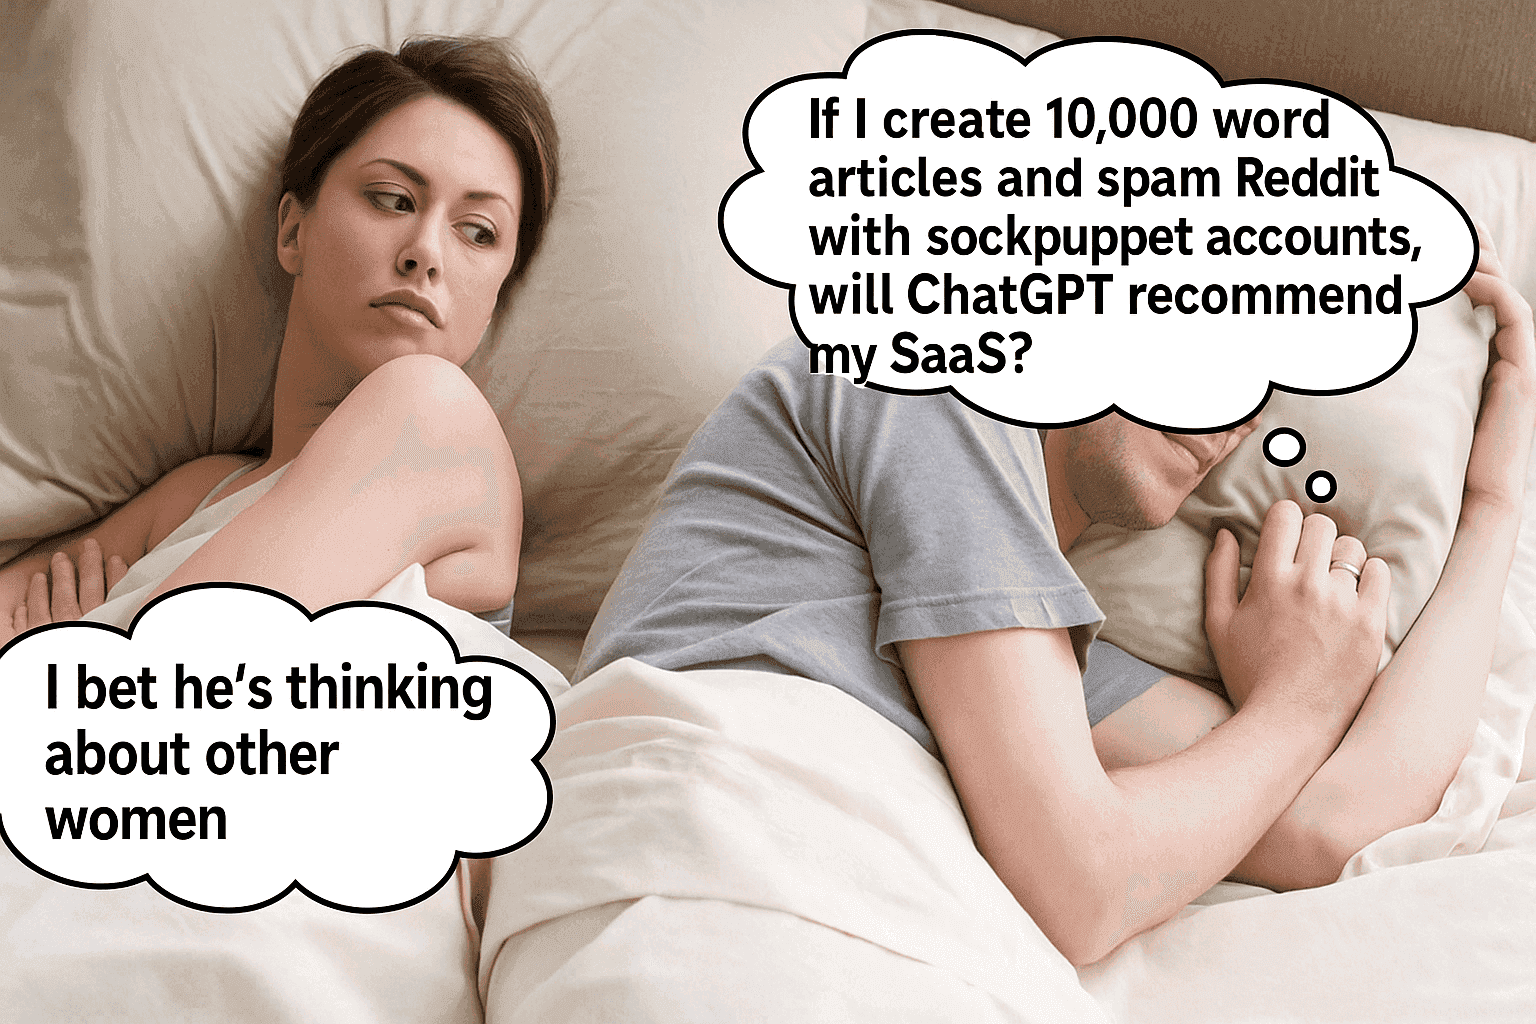 If I create 10,000 word
articles and spam Reddit
with sockpuppet accounts,
will ChatGPT recommend
my SaaS?
I bet he's thinking
about other
women